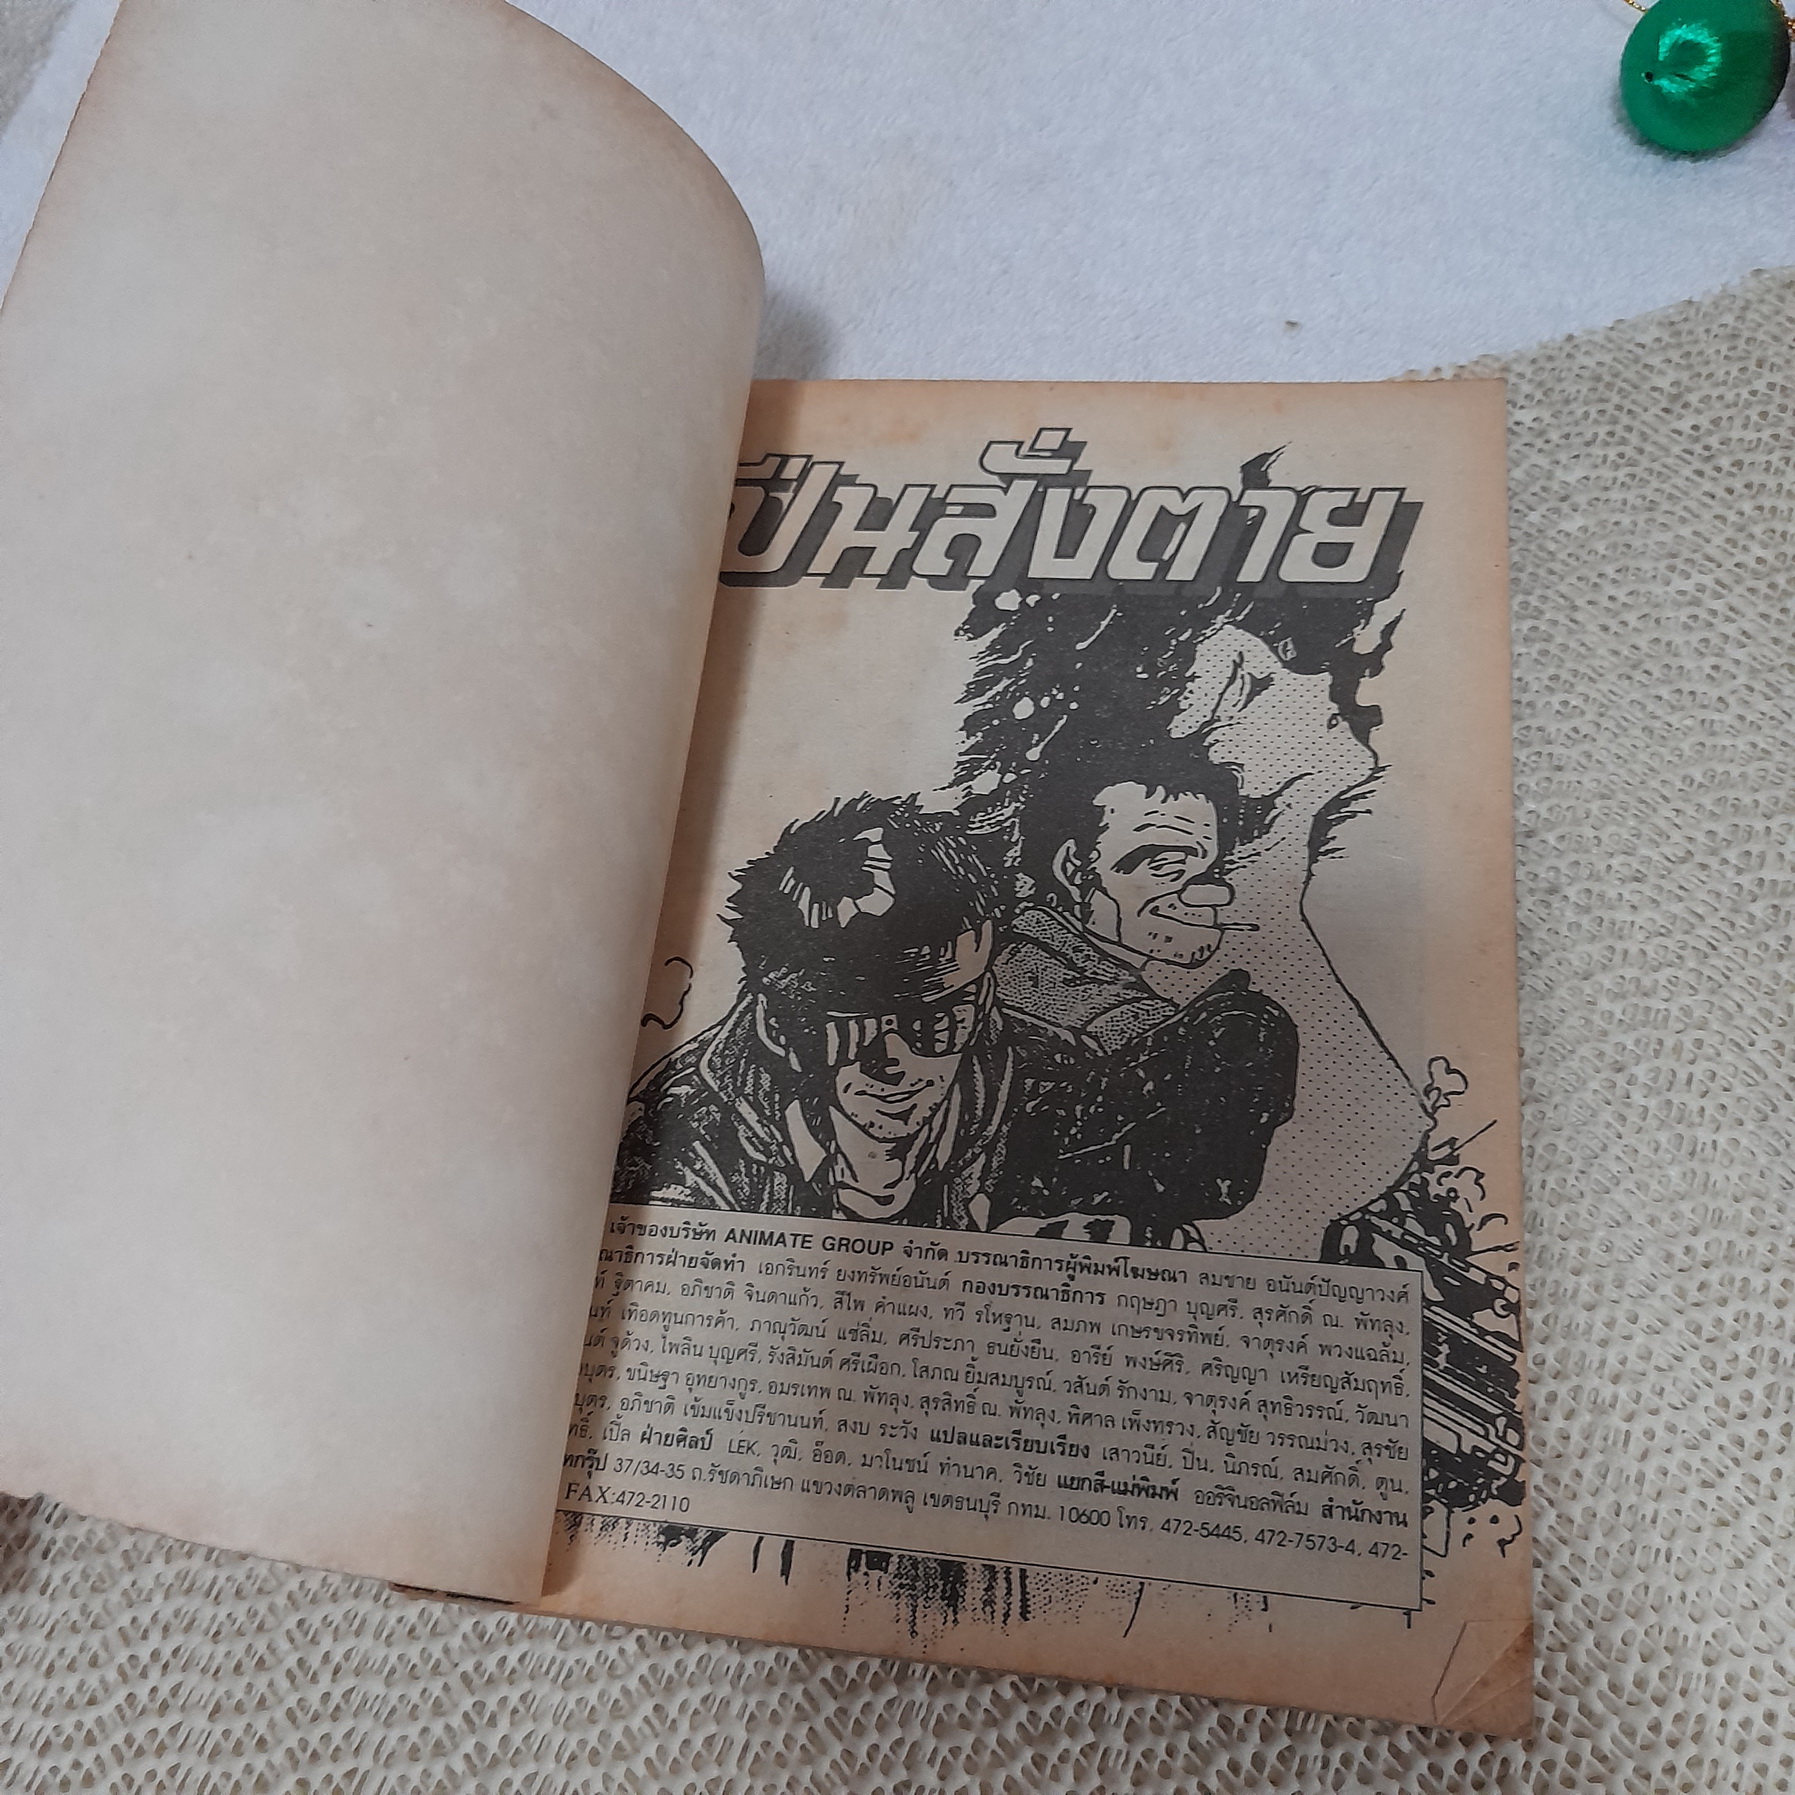 ปืนสั่งตาย
เจ้าของบริษัท ANIMATE GROUP จำกัด บรรณาธิการผู้พิมพ์โฆษณา สมชาย อนันต์ปัญญาวงศ์
ณาธิการฝ่ายจัดทำ เอกรินทร์ ยงทรัพย์อนันต์ กองบรรณาธิการ กฤษฎา บุญศรี, สุรศักดิ์ ณ. พัทลุง,
ฐิตาคม, อภิชาติ จินดาแก้ว, สีไพ คำแผง, ทวี รโหฐาน, สมภพ เกษรขจรทิพย์, จาตุรงค์ พวงแฉล้ม,
เทิอดทูนการค้า, ภาณุวัฒน์ แซ่ลิ่ม, ศรีประภา ธนยั่งยืน, อารีย์ พงษ์ศิริ, ศริญญา เหรียญสัมฤทธิ์,
จูด้วง, ไพลิน บุญศรี, รังสิมันต์ ศรีเผือก, โสภณ ยิ้มสมบูรณ์, วสันต์ รักงาม, จาตุรงค์ สุทธิวรรณ์, วัฒนา
บุตร, ขนิษฐา อุทยางกูร, อมรเทพ ณ. พัทลุง, สุรสิทธิ์ ณ. พัทลุง, พิศาล เพ็งทรวง, สัญชัย วรรณม่วง, สุรชัย
บุตร, อภิชาติ เข้มแข็งปรีชานนท์, สงบ ระวัง แปลและเรียบเรียง เสาวนีย์, ปิ่น, นิภรณ์, สมศักดิ์, ตูน,
เปิ้ล ฝ่ายศิลป์ LEK, วุฒิ, อ๊อด, มาโนชน์ ทำนาค, วิชัย แยกสี-แม่พิมพ์ ออริจินอลฟิล์ม สำนักงาน
37/34-35 ถ.รัชดาภิเษก แขวงตลาดพลู เขตธนบุรี กทม. 10600 โทร. 472-5445, 472-7573-4, 472-
FAX:472-2110